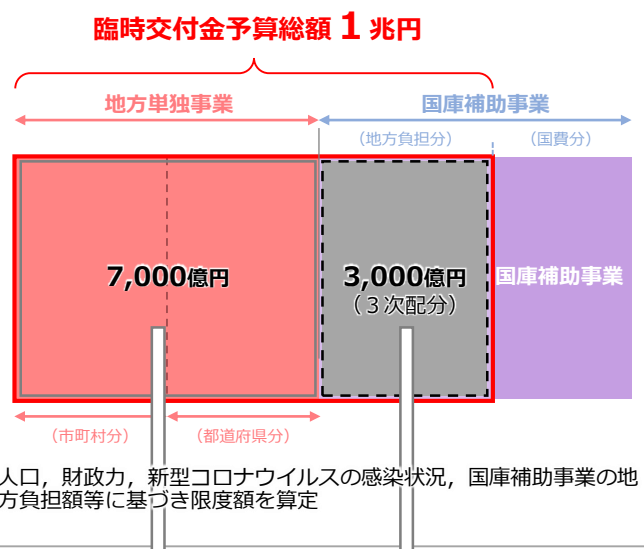 臨時交付金予算総額 1 兆円
地方単独事業
国庫補助事業
（地方負担分）
（国費分）
7,000億円
3,000億円
（３次配分）
国庫補助事業
（市町村分）
（都道府県分）
人口，財政力，新型コロナウイルスの感染状況，国庫補助事業の地
方負担額等に基づき限度額を算定